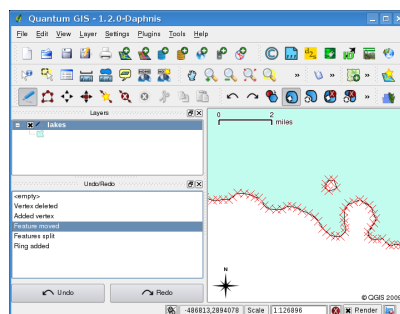 Quantum GIS - 1.2.0-Daphnis
File Edit View Layer Settings Plugins Tools Help
Layers
lakes
Undo/Redo
<empty>
Vertex deleted
Added vertex
Feature moved
Features split
Ring added
Undo Redo
0 2
miles
N
© QGIS 2009
-486813,2894078 Scale 1:126896 Render